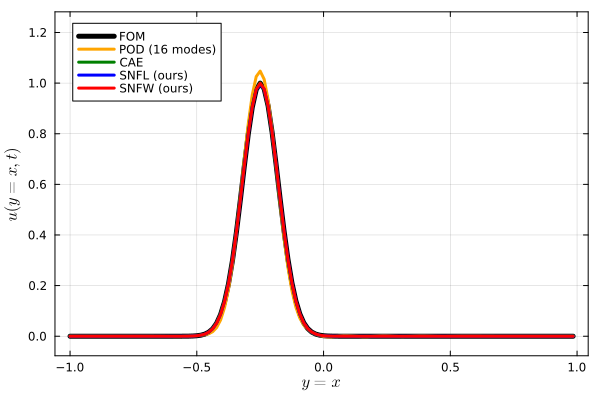 FOM
POD (16 modes)
CAE
SNFL (ours)
SNFW (ours)
1.2
1.0
0.8
0.6
0.4
0.2
0.0
u(y = x, t)
−1.0 −0.5 0.0 0.5 1.0
y = x